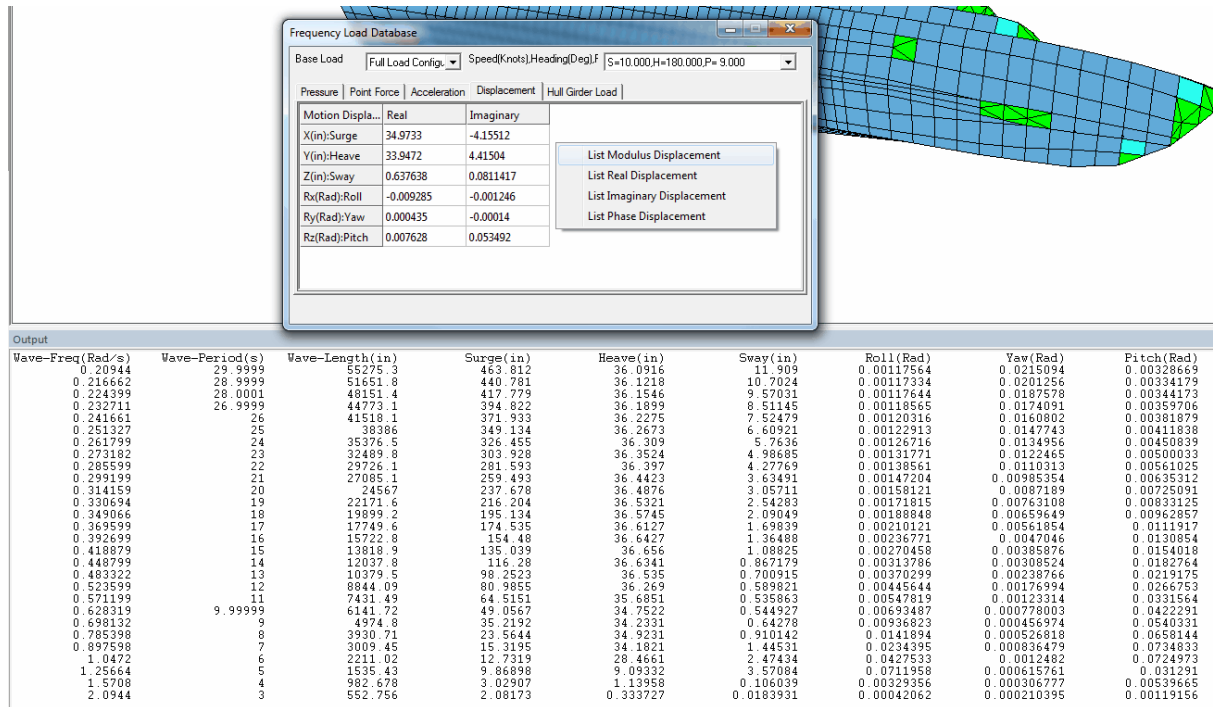 Frequency Load Database
Base Load Full Load Configu Speed(Knots),Heading(Deg),F S=10.000,H=180.000,P= 9.000
Pressure Point Force Acceleration Displacement Hull Girder Load
Motion Displa... Real Imaginary
X(in):Surge 34.9733 -4.15512
Y(in):Heave 33.9472 4.41504
Z(in):Sway 0.637638 0.0811417
Rx(Rad):Roll -0.009285 -0.001246
Ry(Rad):Yaw 0.000435 -0.00014
Rz(Rad):Pitch 0.007628 0.053492
List Modulus Displacement
List Real Displacement
List Imaginary Displacement
List Phase Displacement
Output
Wave-Freq(Rad/s) Wave-Period(s) Wave-Length(in) Surge(in) Heave(in) Sway(in) Roll(Rad) Yaw(Rad) Pitch(Rad)
0.20944 29.9999 55275.3 463.812 36.0916 11.909 0.00117564 0.0215094 0.00328669
0.216662 28.9999 51651.8 440.781 36.1218 10.7024 0.00117334 0.0201256 0.00334179
0.224399 28.0001 48151.4 417.779 36.1546 9.57031 0.00117644 0.0187578 0.00344173
0.232711 26.9999 44773.1 394.822 36.1899 8.51145 0.00118565 0.0174091 0.00359706
0.241661 26 41518.1 371.933 36.2275 7.52479 0.00120316 0.0160802 0.00381879
0.251327 25 38386 349.134 36.2673 6.60921 0.00122913 0.0147743 0.00411838
0.261799 24 35376.5 326.455 36.309 5.7636 0.00126716 0.0134956 0.00450839
0.273182 23 32489.8 303.928 36.3524 4.98685 0.00131771 0.0122465 0.00500033
0.285599 22 29726.1 281.593 36.397 4.27769 0.00138561 0.0110313 0.00561025
0.299199 21 27085.1 259.493 36.4423 3.63491 0.00147204 0.00985354 0.00635312
0.314159 20 24567 237.678 36.4876 3.05711 0.00158121 0.0087189 0.00725091
0.330694 19 22171.6 216.204 36.5321 2.54283 0.00171815 0.00763108 0.00833125
0.349066 18 19899.2 195.134 36.5745 2.09049 0.00188848 0.00659649 0.00962857
0.369599 17 17749.6 174.535 36.6127 1.69839 0.00210121 0.00561854 0.0111917
0.392699 16 15722.8 154.48 36.6427 1.36488 0.00236771 0.0047046 0.0130854
0.418879 15 13818.9 135.039 36.656 1.08825 0.00270458 0.00385876 0.0154018
0.448799 14 12037.8 116.28 36.6341 0.867179 0.00313786 0.00308524 0.0182764
0.483322 13 10379.5 98.2523 36.535 0.700915 0.00370299 0.00238766 0.0219175
0.523599 12 8844.09 80.9855 36.269 0.589821 0.00445644 0.00176994 0.0266753
0.571199 11 7431.49 64.5151 35.6851 0.535863 0.00547819 0.00123314 0.0331564
0.628319 9.99999 6141.72 49.0567 34.7522 0.544927 0.00693487 0.000778003 0.0422291
0.698132 9 4974.8 35.2192 34.2331 0.64278 0.00936823 0.000456974 0.0540331
0.785398 8 3930.71 23.5644 34.9231 0.910142 0.0141894 0.000526818 0.0658144
0.897598 7 3009.45 15.3195 34.1821 1.44531 0.0234395 0.000836479 0.0734833
1.0472 6 2211.02 12.7319 28.4661 2.47434 0.0427533 0.0012482 0.0724973
1.25664 5 1535.43 9.86898 9.09332 3.57084 0.0711958 0.000615761 0.031291
1.5708 4 982.678 3.02907 1.13958 0.106039 0.00329356 0.000306777 0.00539665
2.0944 3 552.756 2.08173 0.333727 0.0183931 0.00042062 0.000210395 0.00119156